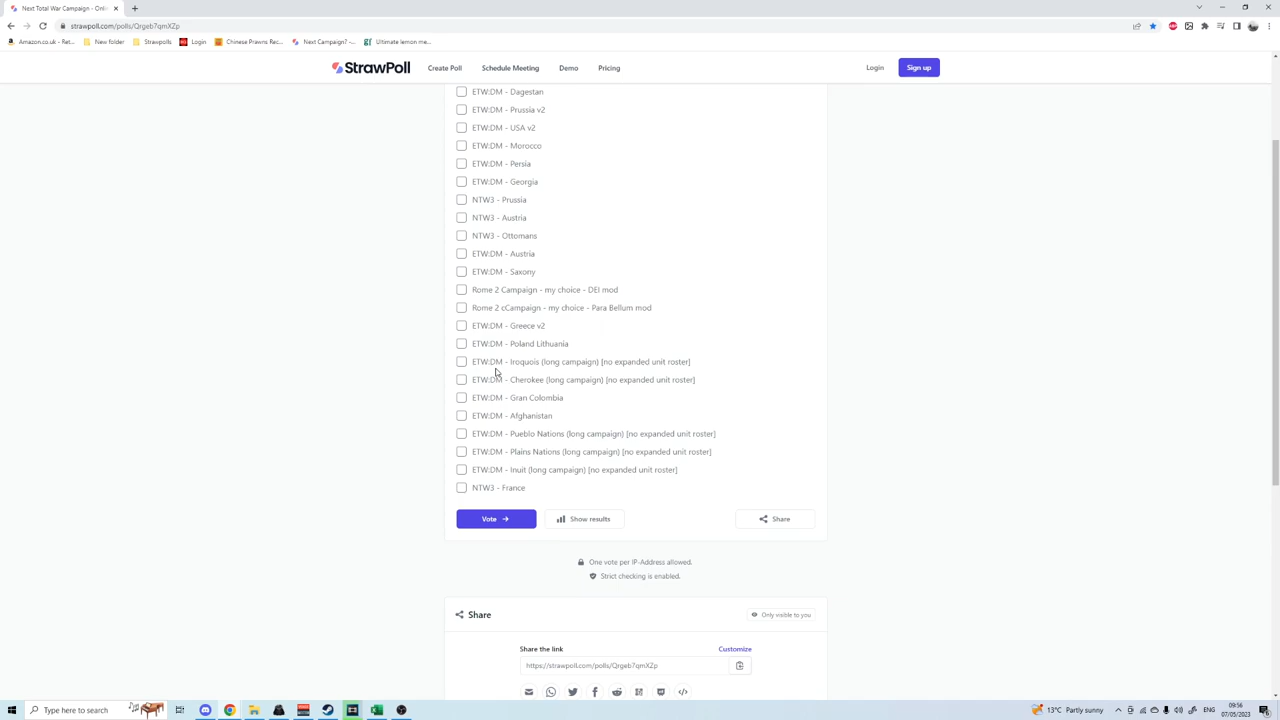 Next Total War Campaign - Onli
strawpoll.com/polls/Qrgeb7qmXZp
Amazon.co.uk - Ret...
New folder
Strawpolls
Login
Chinese Prawns Rec...
Next Campaign? -...
Ultimate lemon me...
StrawPoll
Create Poll
Schedule Meeting
Demo
Pricing
Login
Sign up
ETW:DM - Dagestan
ETW:DM - Prussia v2
ETW:DM - USA v2
ETW:DM - Morocco
ETW:DM - Persia
ETW:DM - Georgia
NTW3 - Prussia
NTW3 - Austria
NTW3 - Ottomans
ETW:DM - Austria
ETW:DM - Saxony
Rome 2 Campaign - my choice - DEI mod
Rome 2 cCampaign - my choice - Para Bellum mod
ETW:DM - Greece v2
ETW:DM - Poland Lithuania
ETW:DM - Iroquois (long campaign) [no expanded unit roster]
ETW:DM - Cherokee (long campaign) [no expanded unit roster]
ETW:DM - Gran Colombia
ETW:DM - Afghanistan
ETW:DM - Pueblo Nations (long campaign) [no expanded unit roster]
ETW:DM - Plains Nations (long campaign) [no expanded unit roster]
ETW:DM - Inuit (long campaign) [no expanded unit roster]
NTW3 - France
Vote
Show results
Share
One vote per IP-Address allowed.
Strict checking is enabled.
Share
Only visible to you
Share the link
Customize
https://strawpoll.com/polls/Qrgeb7qmXZp
Type here to search
13°C Partly sunny
ENG
09:56
07/05/2023